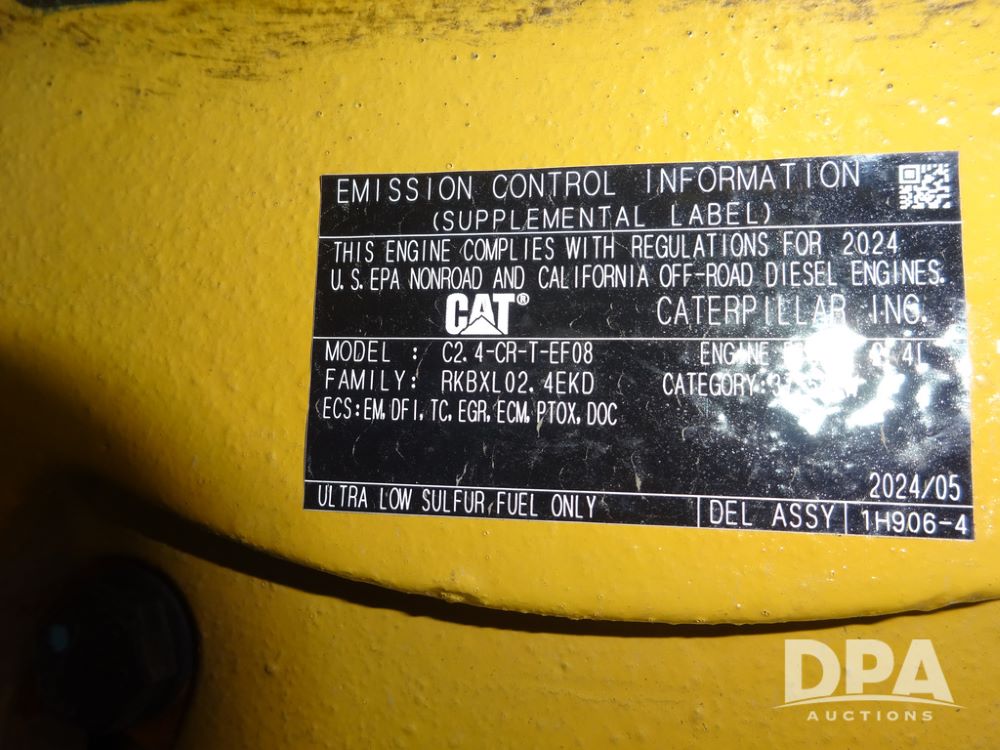 EMISSION CONTROL INFORMATION
(SUPPLEMENTAL LABEL)
THIS ENGINE COMPLIES WITH REGULATIONS FOR 2024
U.S. EPA NONROAD AND CALIFORNIA OFF-ROAD DIESEL ENGINES.
CAT® CATERPILLAR INC.
MODEL : C2.4-CR-T-EF08 ENGINE
FAMILY: RKBXL02.4EKD CATEGORY:
ECS:EM, DFI, TC, EGR, ECM, PTOX, DOC
2024/05
ULTRA LOW SULFUR FUEL ONLY DEL ASSY 1H906-4
DPA
AUCTIONS